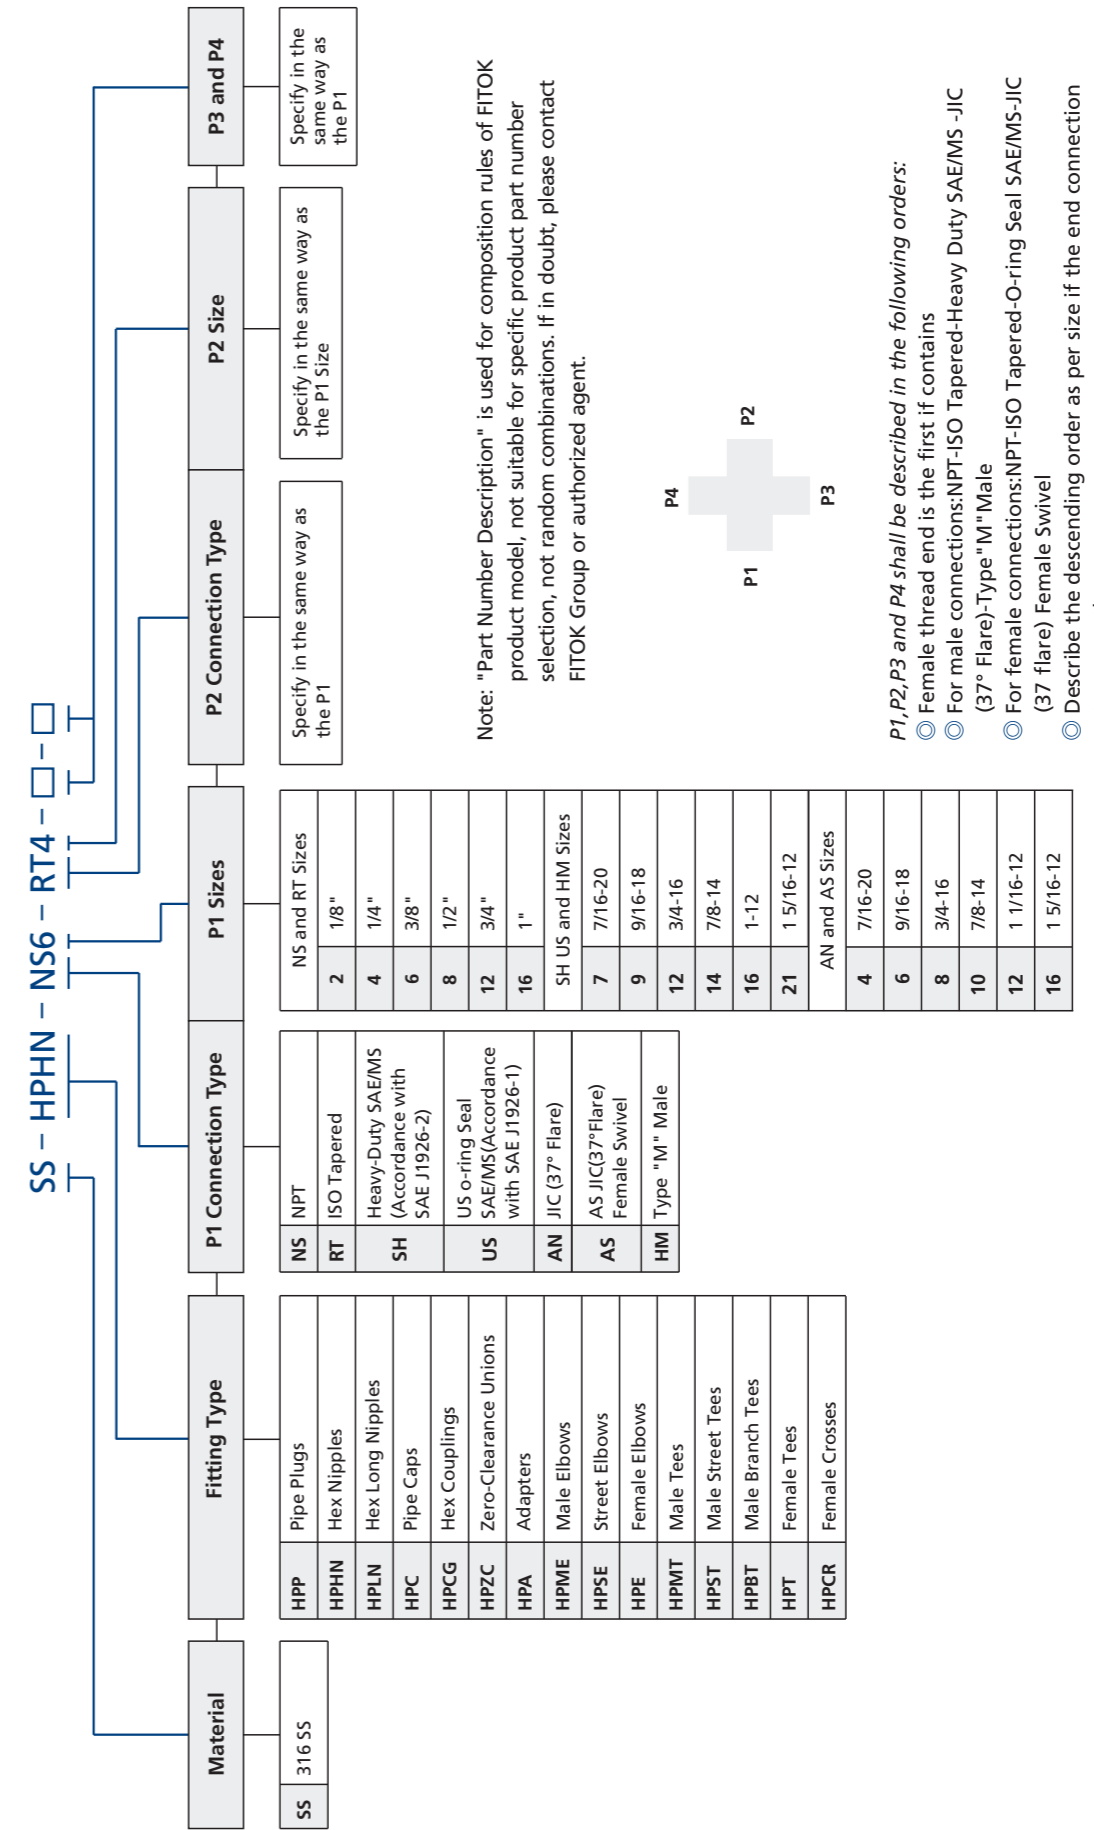 SS – HPHN – NS6 – RT4 – □ – □
Material
SS 316 SS
Fitting Type
HPP Pipe Plugs
HPHN Hex Nipples
HPLN Hex Long Nipples
HPC Pipe Caps
HPCG Hex Couplings
HPZC Zero-Clearance Unions
HPA Adapters
HPME Male Elbows
HPSE Street Elbows
HPE Female Elbows
HPMT Male Tees
HPST Male Street Tees
HPBT Male Branch Tees
HPT Female Tees
HPCR Female Crosses
P1 Connection Type
NS NPT
RT ISO Tapered
SH Heavy-Duty SAE/MS
(Accordance with
SAE J1926-2)
US US o-ring Seal
SAE/MS(Accordance
with SAE J1926-1)
AN JIC (37° Flare)
AS AS JIC(37°Flare)
Female Swivel
HM Type "M" Male
P1 Sizes
NS and RT Sizes
2 1/8"
4 1/4"
6 3/8"
8 1/2"
12 3/4"
16 1"
SH US and HM Sizes
7 7/16-20
9 9/16-18
12 3/4-16
14 7/8-14
16 1-12
21 1 5/16-12
AN and AS Sizes
4 7/16-20
6 9/16-18
8 3/4-16
10 7/8-14
12 1 1/16-12
16 1 5/16-12
P2 Connection Type
Specify in the same way as
the P1
P2 Size
Specify in the same way as
the P1 Size
P3 and P4
Specify in the
same way as
the P1
Note: "Part Number Description" is used for composition rules of FITOK
product model, not suitable for specific product part number
selection, not random combinations. If in doubt, please contact
FITOK Group or authorized agent.
P4
P1 P2
P3
P1,P2,P3 and P4 shall be described in the following orders:
◎ Female thread end is the first if contains
◎ For male connections:NPT-ISO Tapered-Heavy Duty SAE/MS -JIC
(37° Flare)-Type"M"Male
◎ For female connections:NPT-ISO Tapered-O-ring Seal SAE/MS-JIC
(37 flare) Female Swivel
◎ Describe the descending order as per size if the end connection